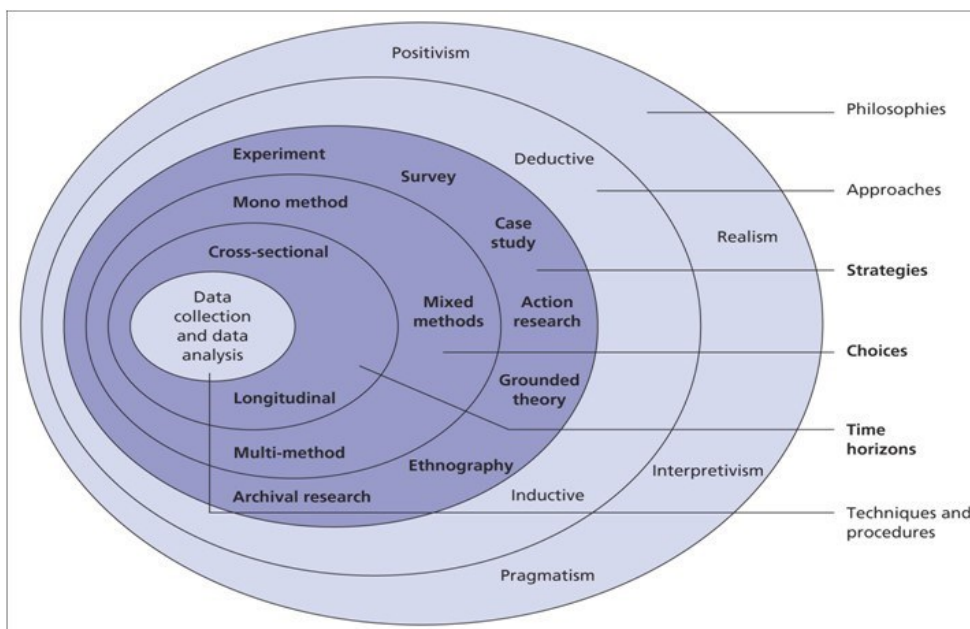 Positivism
Philosophies
Deductive
Approaches
Realism
Experiment
Survey
Strategies
Mono method
Case
study
Cross-sectional
Data
collection
and data
analysis
Mixed
methods
Action
research
Choices
Longitudinal
Grounded
theory
Time
horizons
Multi-method
Ethnography
Interpretivism
Archival research
Inductive
Techniques and
procedures
Pragmatism